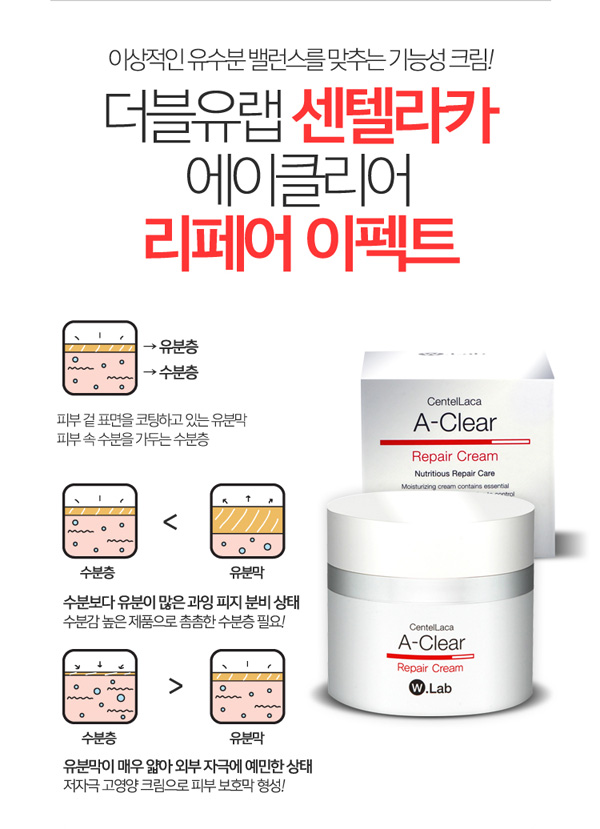 이상적인 유수분 밸런스를 맞추는 기능성 크림!
더블유랩 센텔라카
에이클리어
리페어 이펙트
→ 유분층
→ 수분층
피부 겉 표면을 코팅하고 있는 유분막
피부 속 수분을 가두는 수분층
<
수분층
유분막
수분보다 유분이 많은 과잉 피지 분비 상태
수분감 높은 제품으로 촘촘한 수분층 필요!
>
수분층
유분막
유분막이 매우 얇아 외부 자극에 예민한 상태
저자극 고영양 크림으로 피부 보호막 형성!
CentelLaca
A-Clear
Repair Cream
Nutritious Repair Care
Moisturizing cream contains essential
control
CentelLaca
A-Clear
Repair Cream
W.Lab